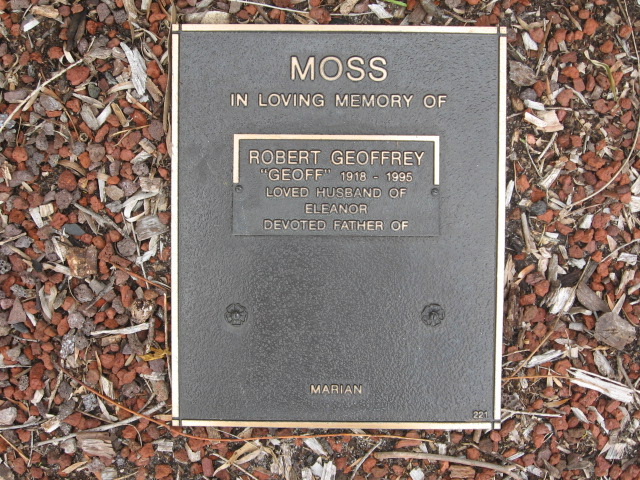 MOSS
IN LOVING MEMORY OF
ROBERT GEOFFREY
"GEOFF" 1918 - 1995
LOVED HUSBAND OF
ELEANOR
DEVOTED FATHER OF
MARIAN
221